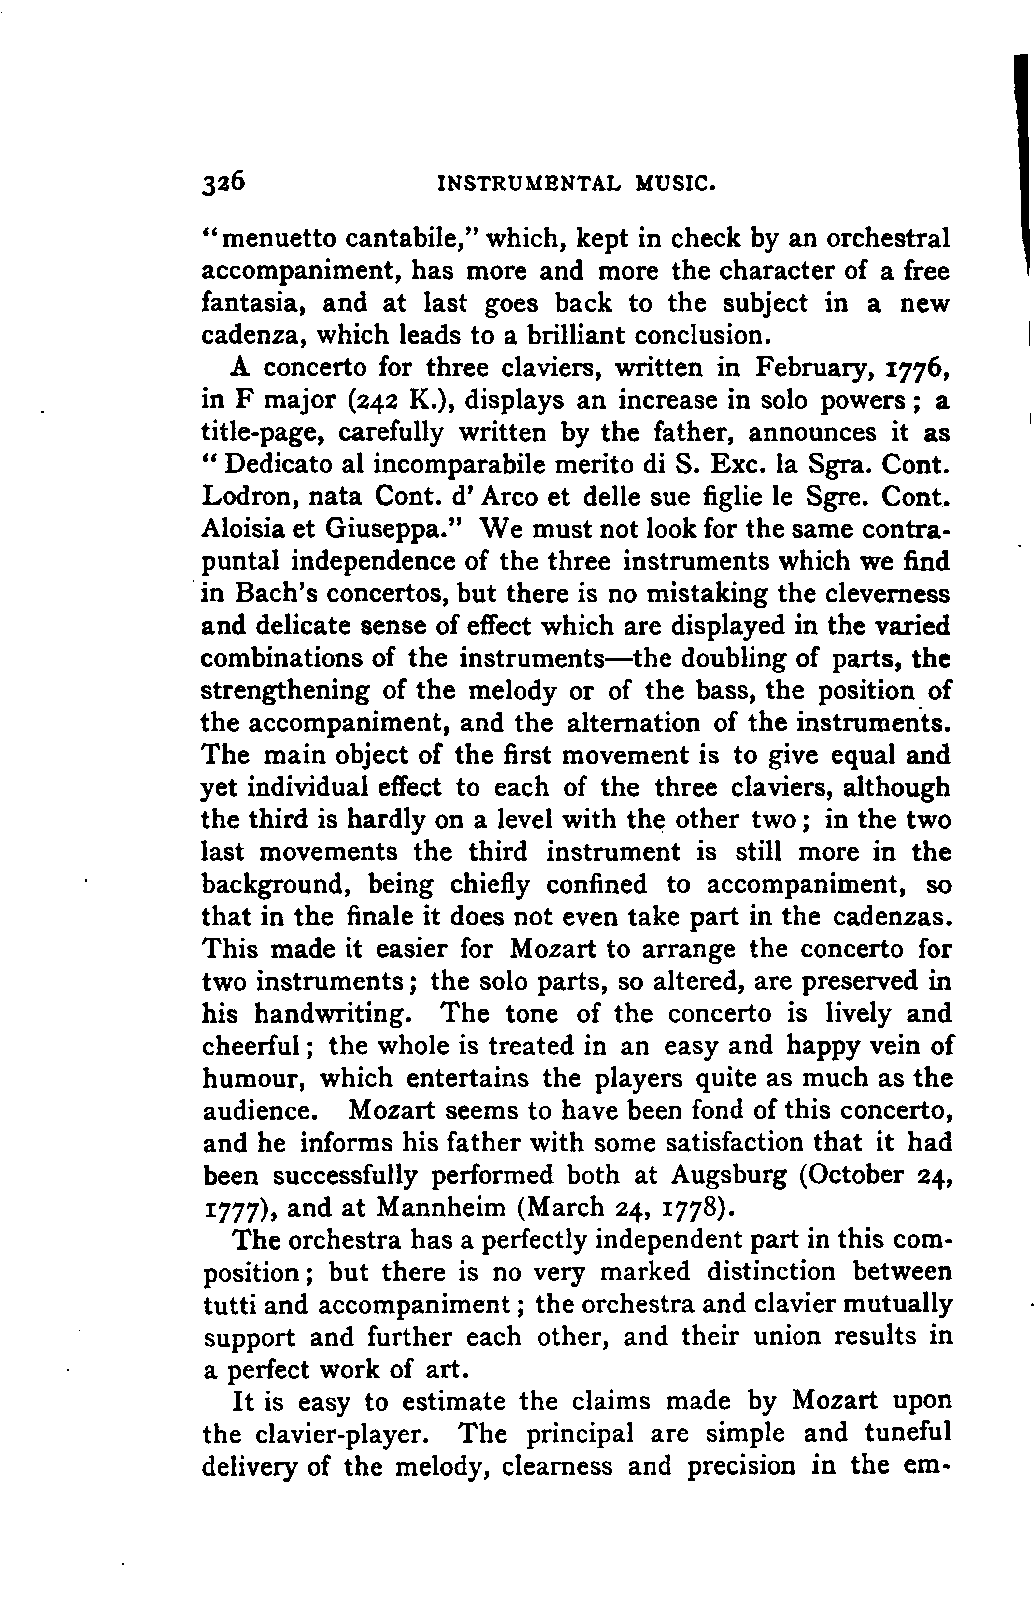 326 INSTRUMENTAL MUSIC.
“menuetto cantabile,” which, kept in check by an orchestral
accompaniment, has more and more the character of a free
fantasia, and at last goes back to the subject in a new
cadenza, which leads to a brilliant conclusion.
A concerto for three claviers, written in February, 1776,
in F major (242 K.), displays an increase in solo powers; a
title-page, carefully written by the father, announces it as
“Dedicato al incomparabile merito di S. Exc. la Sgra. Cont.
Lodron, nata Cont. d’ Arco et delle sue figlie le Sgre. Cont.
Aloisia et Giuseppa.” We must not look for the same contra-
puntal independence of the three instruments which we find
in Bach’s concertos, but there is no mistaking the cleverness
and delicate sense of effect which are displayed in the varied
combinations of the instruments—the doubling of parts, the
strengthening of the melody or of the bass, the position of
the accompaniment, and the alternation of the instruments.
The main object of the first movement is to give equal and
yet individual effect to each of the three claviers, although
the third is hardly on a level with the other two; in the two
last movements the third instrument is still more in the
background, being chiefly confined to accompaniment, so
that in the finale it does not even take part in the cadenzas.
This made it easier for Mozart to arrange the concerto for
two instruments; the solo parts, so altered, are preserved in
his handwriting. The tone of the concerto is lively and
cheerful; the whole is treated in an easy and happy vein of
humour, which entertains the players quite as much as the
audience. Mozart seems to have been fond of this concerto,
and he informs his father with some satisfaction that it had
been successfully performed both at Augsburg (October 24,
1777), and at Mannheim (March 24, 1778).
The orchestra has a perfectly independent part in this com-
position; but there is no very marked distinction between
tutti and accompaniment; the orchestra and clavier mutually
support and further each other, and their union results in
a perfect work of art.
It is easy to estimate the claims made by Mozart upon
the clavier-player. The principal are simple and tuneful
delivery of the melody, clearness and precision in the em-